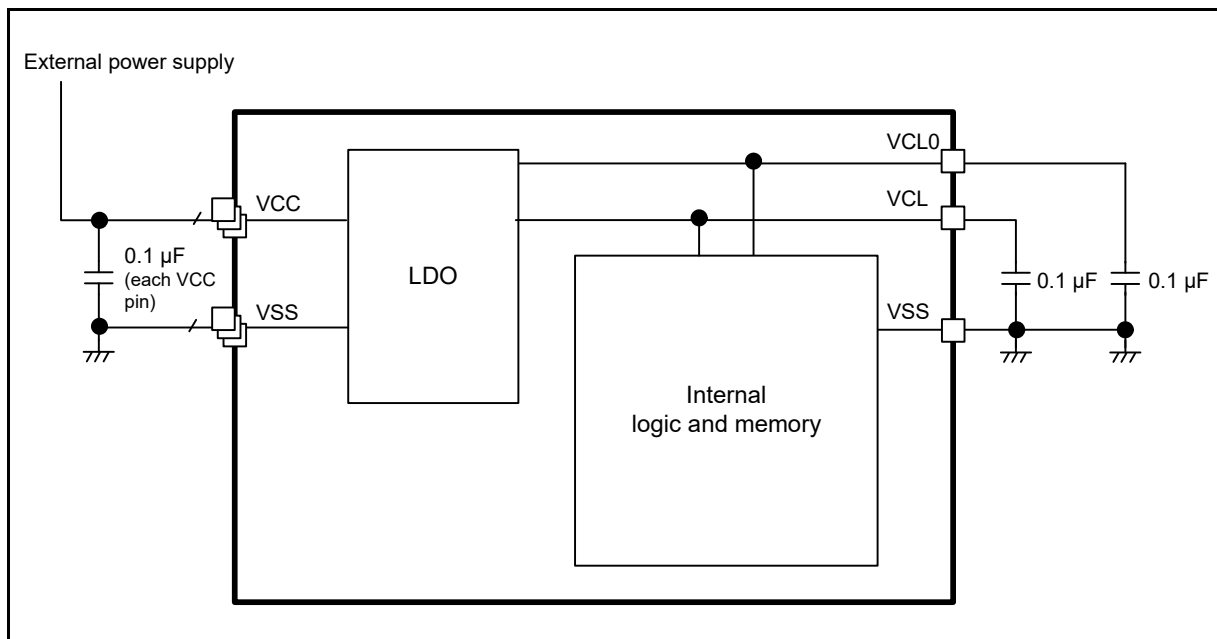 External power supply
VCL0
VCC
VCL
0.1 µF
(each VCC
pin)
LDO
0.1 µF
0.1 µF
VSS
VSS
Internal
logic and memory